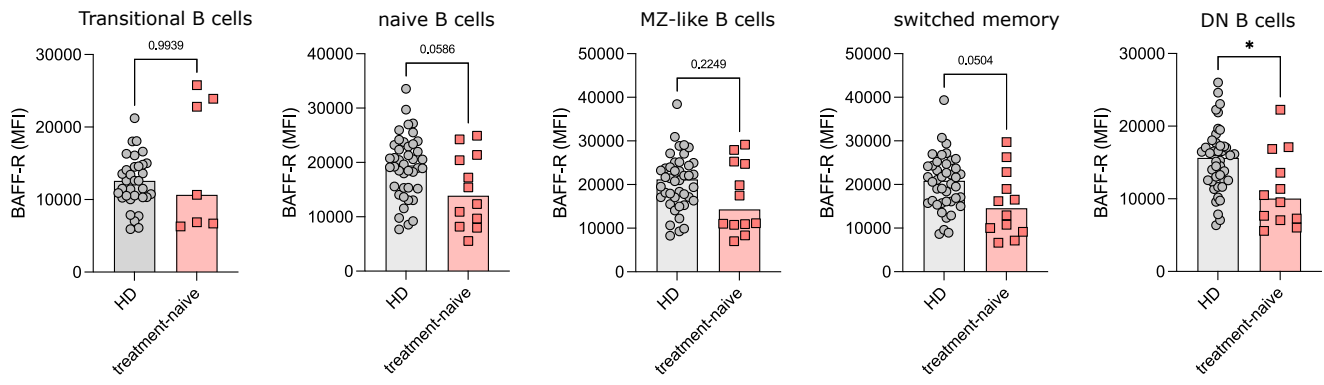 Transitional B cells
0.9939
30000
20000
10000
0
BAFF-R (MFI)
HD
treatment-naive
naive B cells
0.0586
40000
30000
20000
10000
0
BAFF-R (MFI)
HD
treatment-naive
MZ-like B cells
0.2249
50000
40000
30000
20000
10000
0
BAFF-R (MFI)
HD
treatment-naive
switched memory
0.0504
50000
40000
30000
20000
10000
0
BAFF-R (MFI)
HD
treatment-naive
DN B cells
*
30000
20000
10000
0
BAFF-R (MFI)
HD
treatment-naive